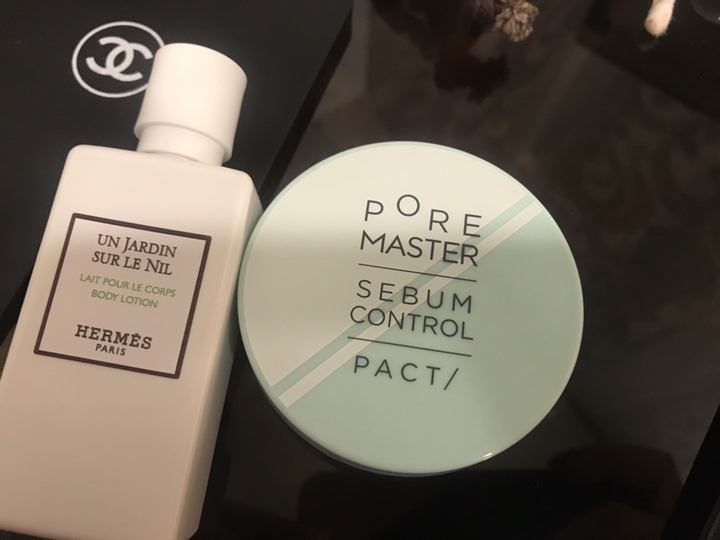 UN JARDIN
SUR LE NIL
LAIT POUR LE CORPS
BODY LOTION
HERMÈS
PARIS
PORE
MASTER
SEBUM
CONTROL
PACT/